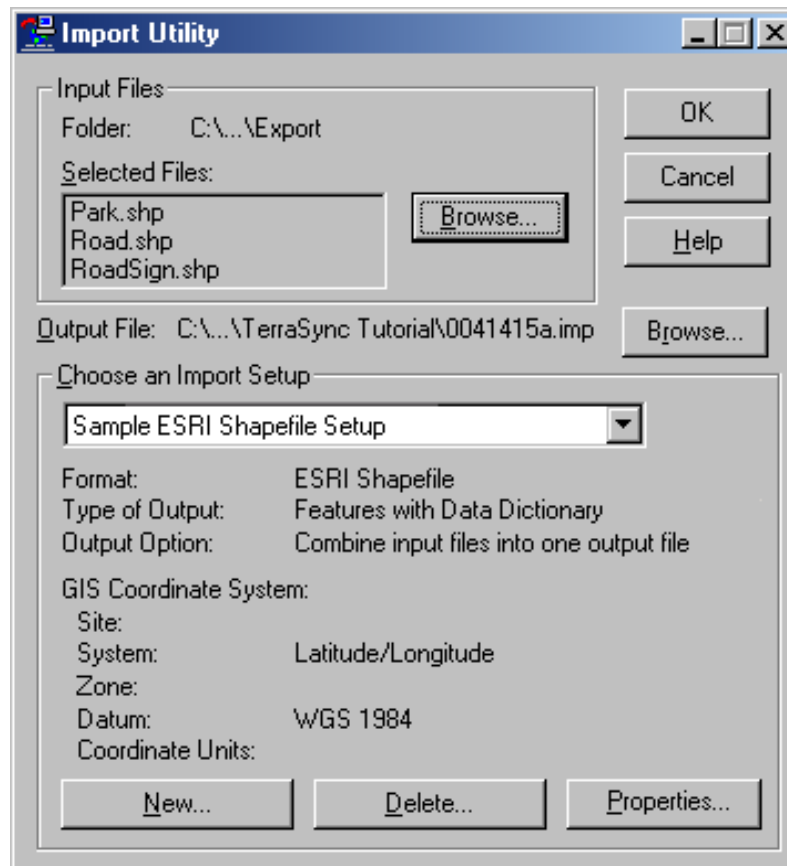 Import Utility
Input Files
Folder: C:\...\Export
OK
Selected Files:
Cancel
Park.shp
Road.shp
RoadSign.shp
Browse...
Help
Output File: C:\...\TerraSync Tutorial\0041415a.imp
Browse...
Choose an Import Setup
Sample ESRI Shapefile Setup
Format: ESRI Shapefile
Type of Output: Features with Data Dictionary
Output Option: Combine input files into one output file
GIS Coordinate System:
Site:
System: Latitude/Longitude
Zone:
Datum: WGS 1984
Coordinate Units:
New... Delete... Properties...